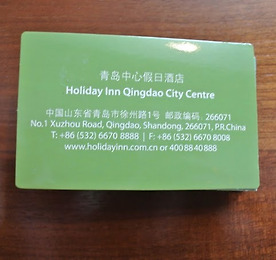 青岛中心假日酒店
Holiday Inn Qingdao City Centre
中国山东省青岛市徐州路1号 邮政编码 266071
No.1 Xuzhou Road, Qingdao, Shandong, 266071, P.R.China
T: +86 (532) 6670 8888 | F: +86 (532) 6670 8008
www.holidayinn.com.cn or 400 8840 888